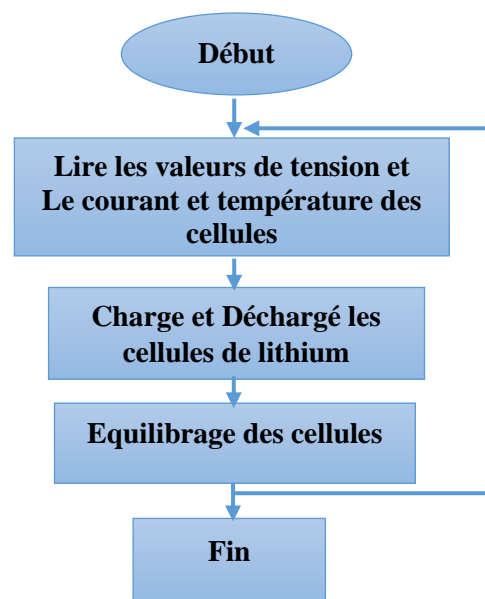 Début
Lire les valeurs de tension et
Le courant et température des
cellules
Charge et Déchargé les
cellules de lithium
Equilibrage des cellules
Fin